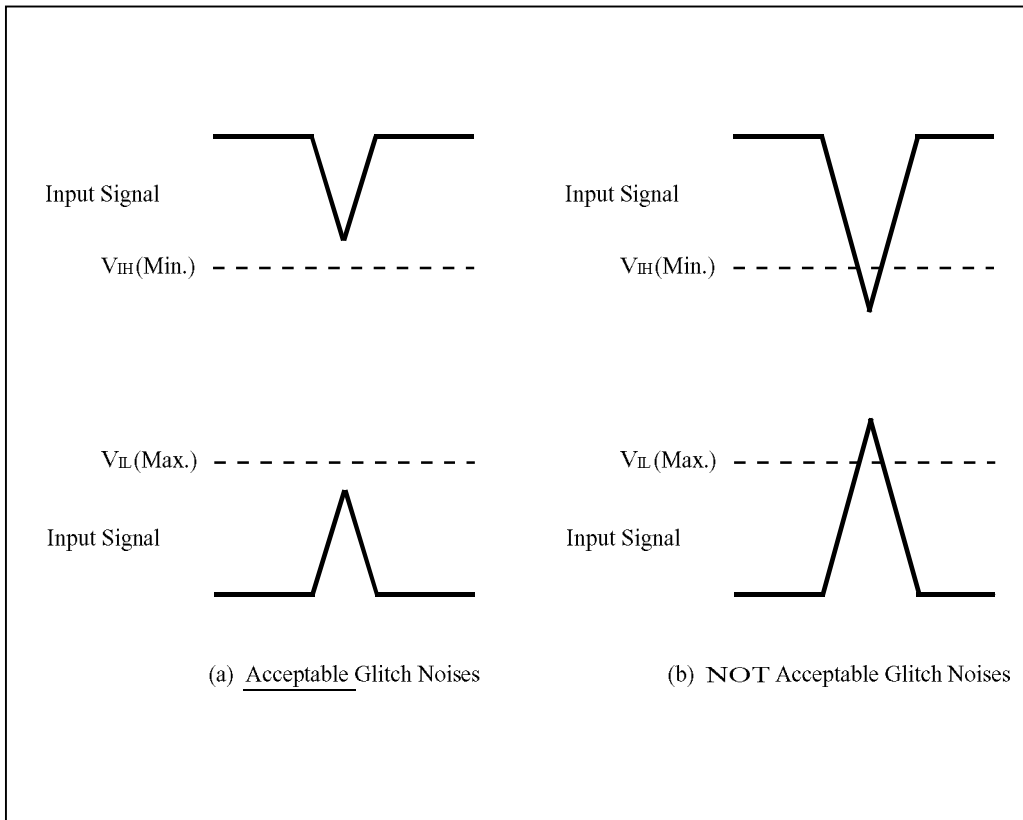 Input Signal
Input Signal
VIH(Min.)
VIH(Min.)
VIL(Max.)
VIL(Max.)
Input Signal
Input Signal
(a) Acceptable Glitch Noises
(b) NOT Acceptable Glitch Noises